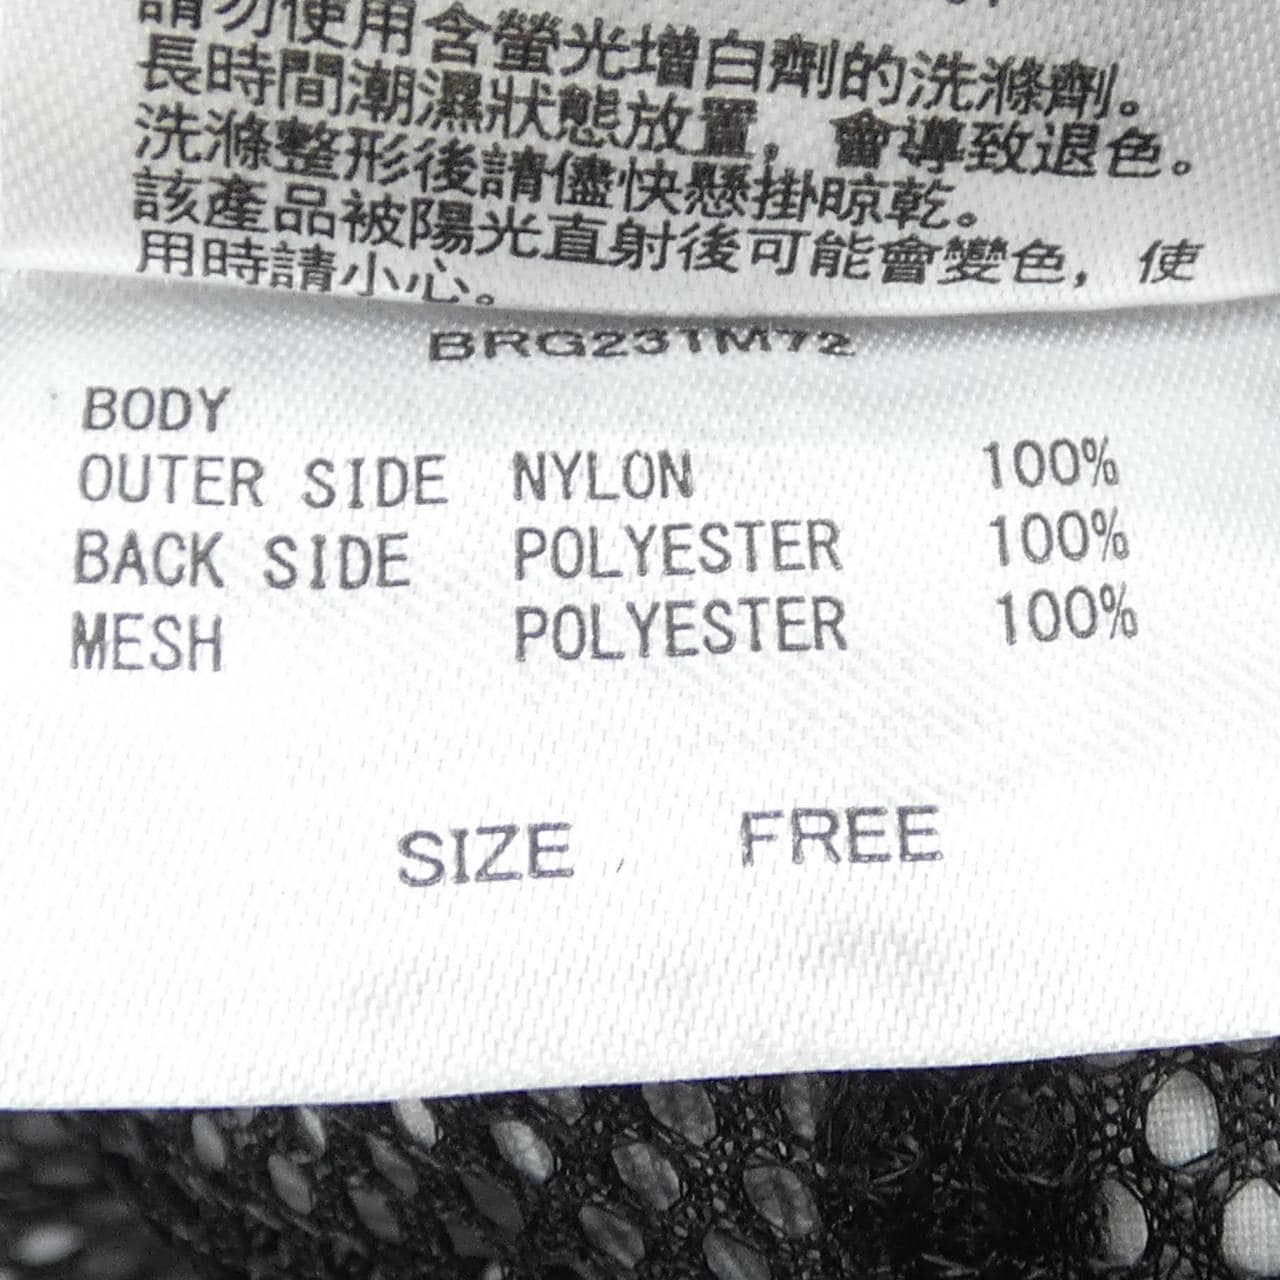 請勿使用含螢光增白劑的洗滌劑。
長時間潮濕狀態放置，會導致退色。
洗滌整形後請儘快懸掛晾乾。
該產品被陽光直射後可能會變色，使
用時請小心。
BRG231M72
BODY
OUTER SIDE NYLON 100%
BACK SIDE POLYESTER 100%
MESH POLYESTER 100%
SIZE FREE